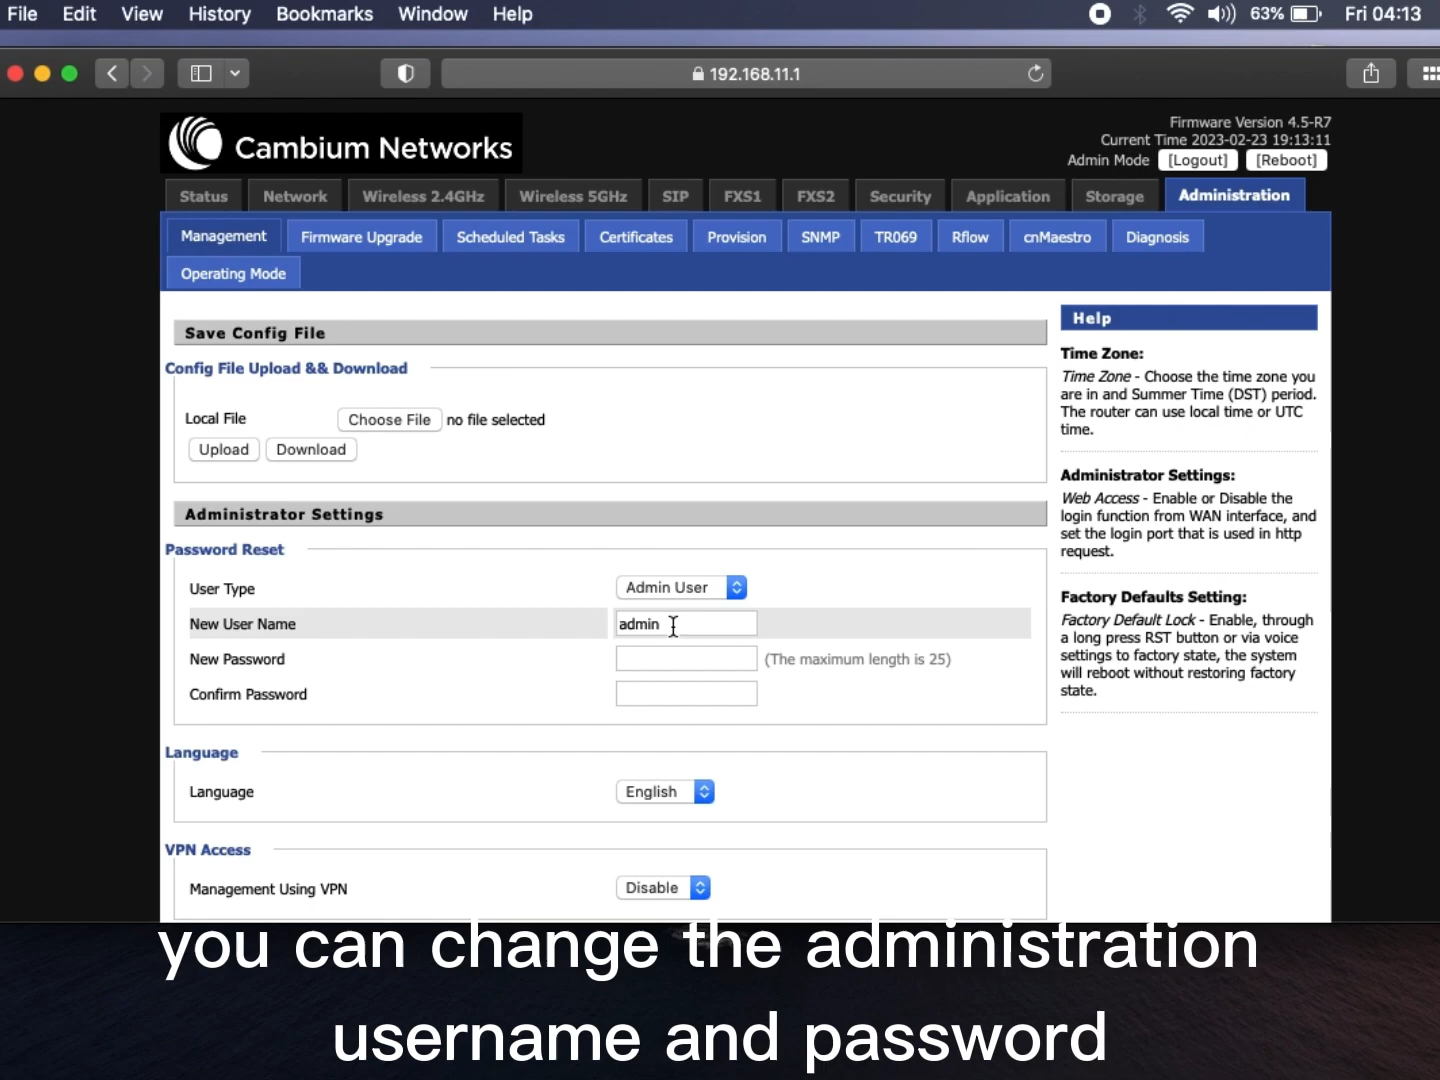 File Edit View History Bookmarks Window Help 63% Fri 04:13
192.168.11.1
Cambium Networks
Firmware Version 4.5-R7
Current Time 2023-02-23 19:13:11
Admin Mode [Logout] [Reboot]
Status Network Wireless 2.4GHz Wireless 5GHz SIP FXS1 FXS2 Security Application Storage Administration
Management Firmware Upgrade Scheduled Tasks Certificates Provision SNMP TR069 Rflow cnMaestro Diagnosis
Operating Mode
Save Config File
Config File Upload && Download
Local File Choose File no file selected
Upload Download
Administrator Settings
Password Reset
User Type Admin User
New User Name admin
New Password (The maximum length is 25)
Confirm Password
Language
Language English
VPN Access
Management Using VPN Disable
Help
Time Zone:
Time Zone - Choose the time zone you
are in and Summer Time (DST) period.
The router can use local time or UTC
time.
Administrator Settings:
Web Access - Enable or Disable the
login function from WAN interface, and
set the login port that is used in http
request.
Factory Defaults Setting:
Factory Default Lock - Enable, through
a long press RST button or via voice
settings to factory state, the system
will reboot without restoring factory
state.
you can change the administration
username and password